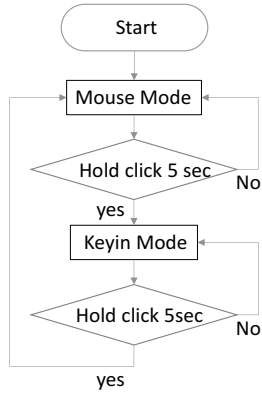 Start
Mouse Mode
Hold click 5 sec
No
yes
Keyin Mode
Hold click 5sec
No
yes